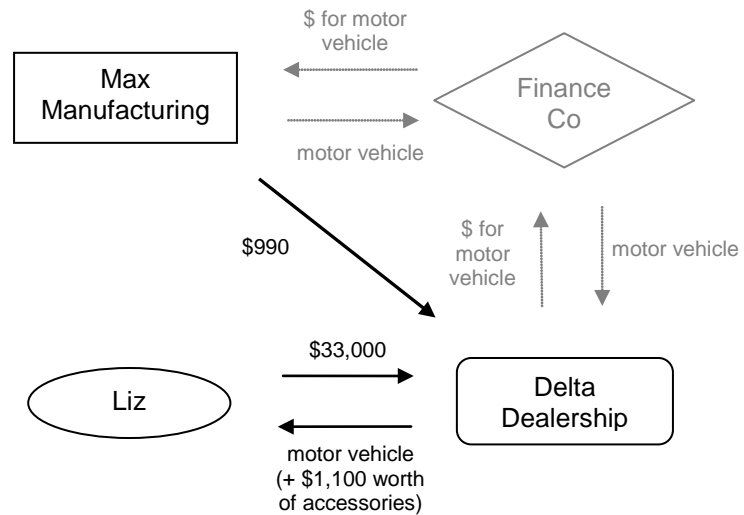 $ for motor
vehicle
Max
Manufacturing
Finance
Co
motor vehicle
$990
$ for
motor
vehicle
motor vehicle
$33,000
Liz
Delta
Dealership
motor vehicle
(+ $1,100 worth
of accessories)